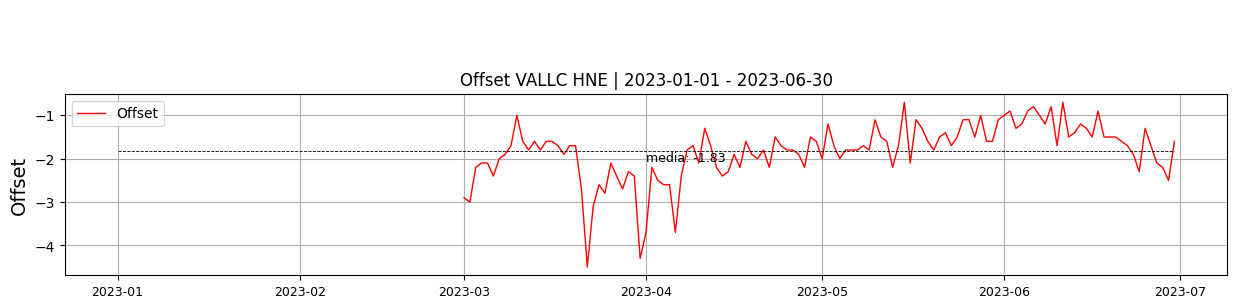 Offset VALLC HNE | 2023-01-01 - 2023-06-30
Offset
Offset
−1
−2
−3
−4
media: -1.83
2023-01
2023-02
2023-03
2023-04
2023-05
2023-06
2023-07